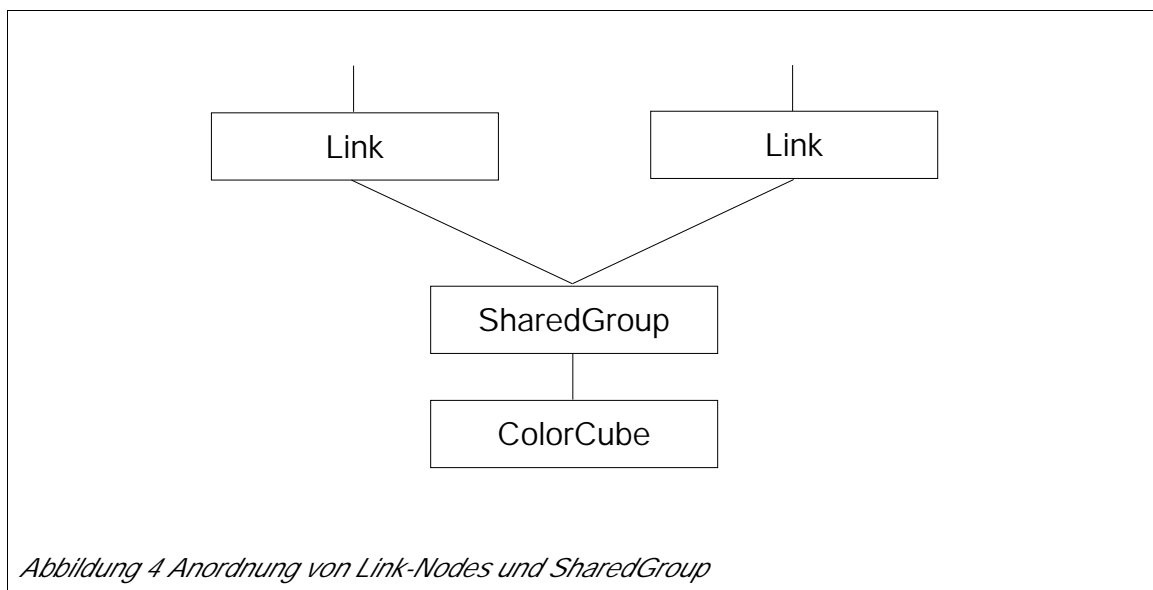 Link
Link
SharedGroup
ColorCube
Abbildung 4 Anordnung von Link-Nodes und SharedGroup